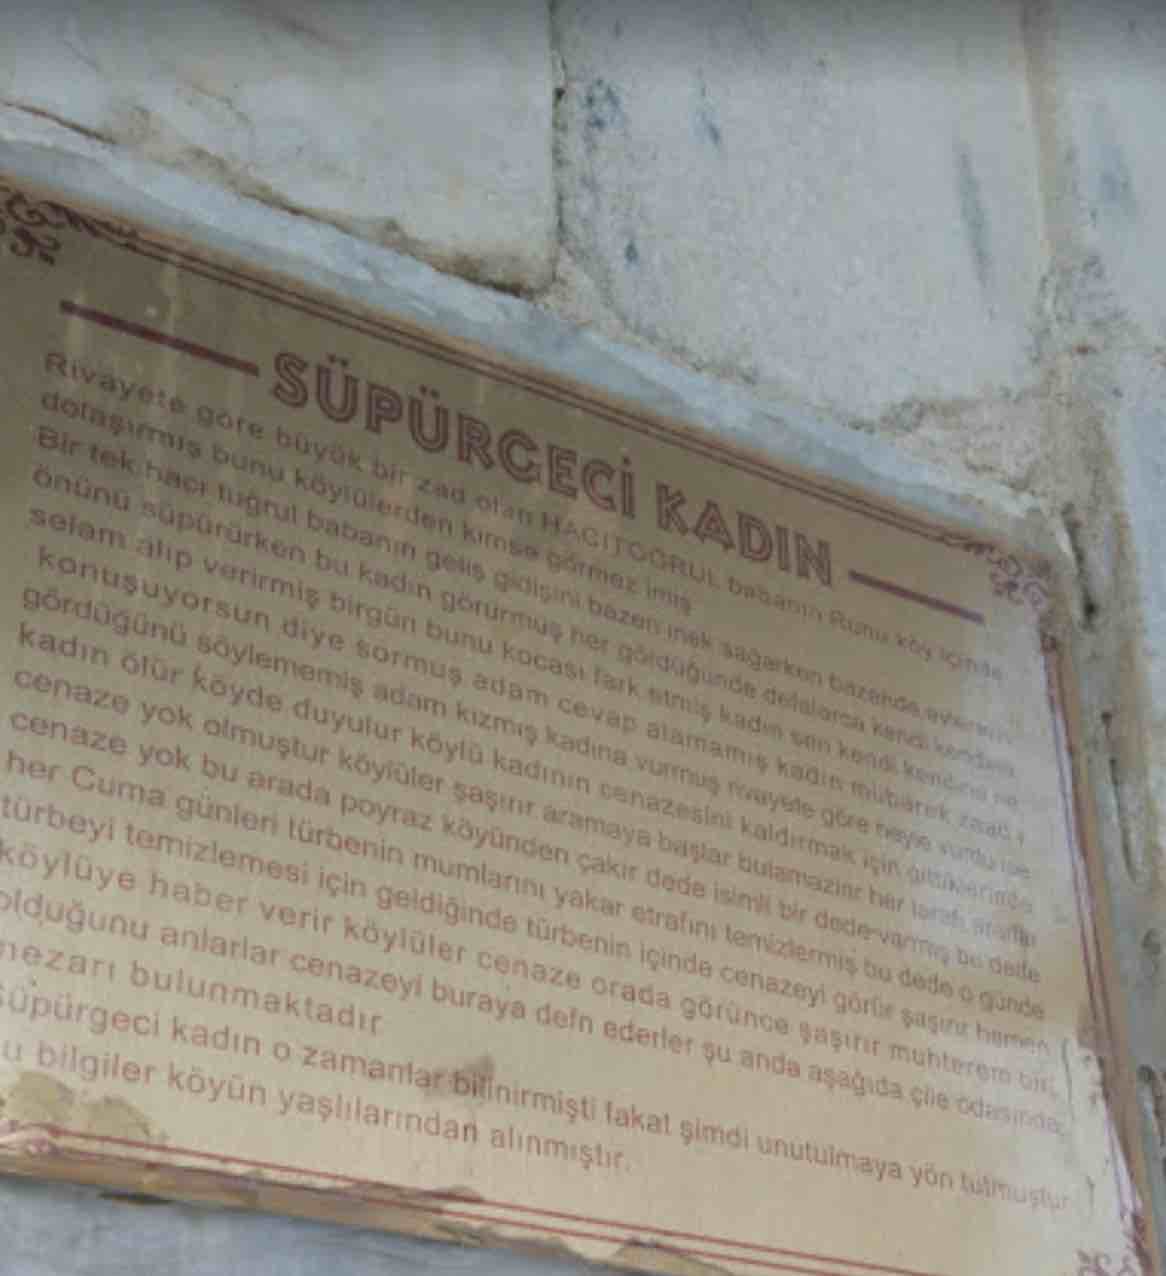 SÜPÜRGECİ KADIN
Rivayete göre büyük bir zad olan HACITOĞRUL babanın Runu köy içinde
dolaşırmış bunu köylülerden kimse görmez imiş
Bir tek hacı tuğrul babanın geliş gidişini bazen inek sağarken bazende evlerinin
önünü süpürürken bu kadın görürmüş her gördüğünde defalarca kendi kendine
selam alıp verirmiş birgün bunu kocası fark etmiş kadın sen kendi kendine ne
konuşuyorsun diye sormuş adam cevap alamamış kadın mübarek zaatı
gördüğünü söylememiş adam kızmış kadına vurmuş rivayete göre neyle vurdu ise
kadın ölür köyde duyulur köylü kadının cenazesini kaldırmak için gittiklerinde
cenaze yok olmuştur köylüler şaşırır aramaya başlar bulamazlar her tarafı ararlar
cenaze yok bu arada poyraz köyünden çakır dede isimli bir dede varmış bu dede
her Cuma günleri türbenin mumlarını yakar etrafını temizlermiş bu dede o günde
türbeyi temizlemesi için geldiğinde türbenin içinde cenazeyi görür şaşırır hemen
köylüye haber verir köylüler cenaze orada görünce şaşırır muhterem biri
olduğunu anlarlar cenazeyi buraya defn ederler şu anda aşağıda çile odasında
mezarı bulunmaktadır
süpürgeci kadın o zamanlar bilinirmişti fakat şimdi unutulmaya yön tutmuştur
u bilgiler köyün yaşlılarından alınmıştır.